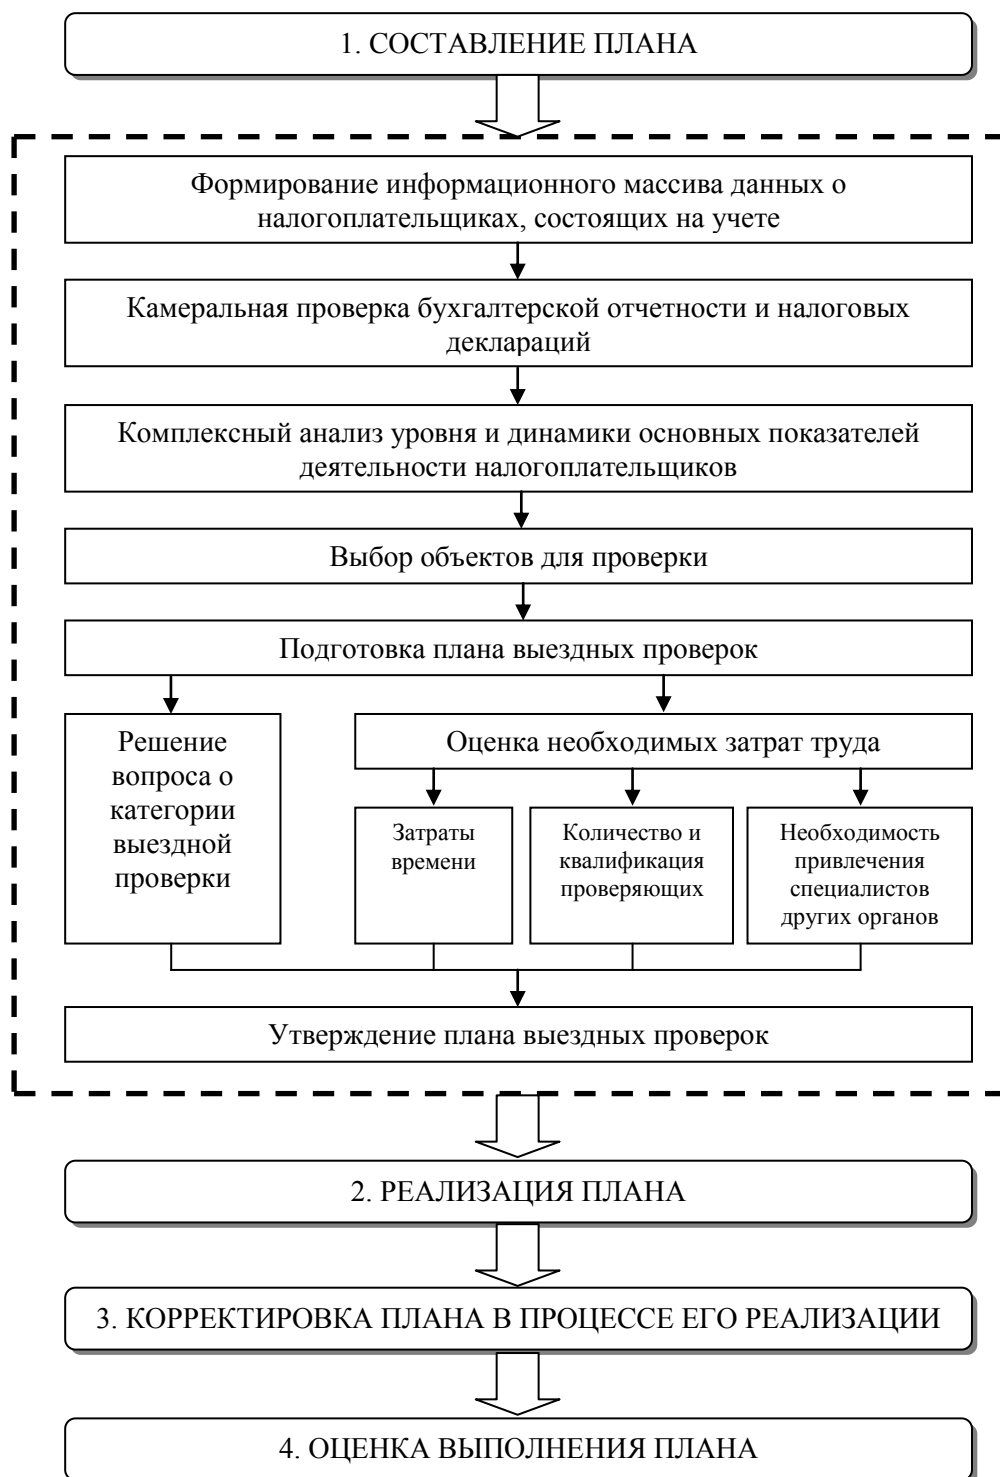 1. СОСТАВЛЕНИЕ ПЛАНА
Формирование информационного массива данных о
налогоплательщиках, состоящих на учете
Камеральная проверка бухгалтерской отчетности и налоговых
деклараций
Комплексный анализ уровня и динамики основных показателей
деятельности налогоплательщиков
Выбор объектов для проверки
Подготовка плана выездных проверок
Решение
вопроса о
категории
выездной
проверки
Оценка необходимых затрат труда
Затраты
времени
Количество и
квалификация
проверяющих
Необходимость
привлечения
специалистов
других органов
Утверждение плана выездных проверок
2. РЕАЛИЗАЦИЯ ПЛАНА
3. КОРРЕКТИРОВКА ПЛАНА В ПРОЦЕССЕ ЕГО РЕАЛИЗАЦИИ
4. ОЦЕНКА ВЫПОЛНЕНИЯ ПЛАНА